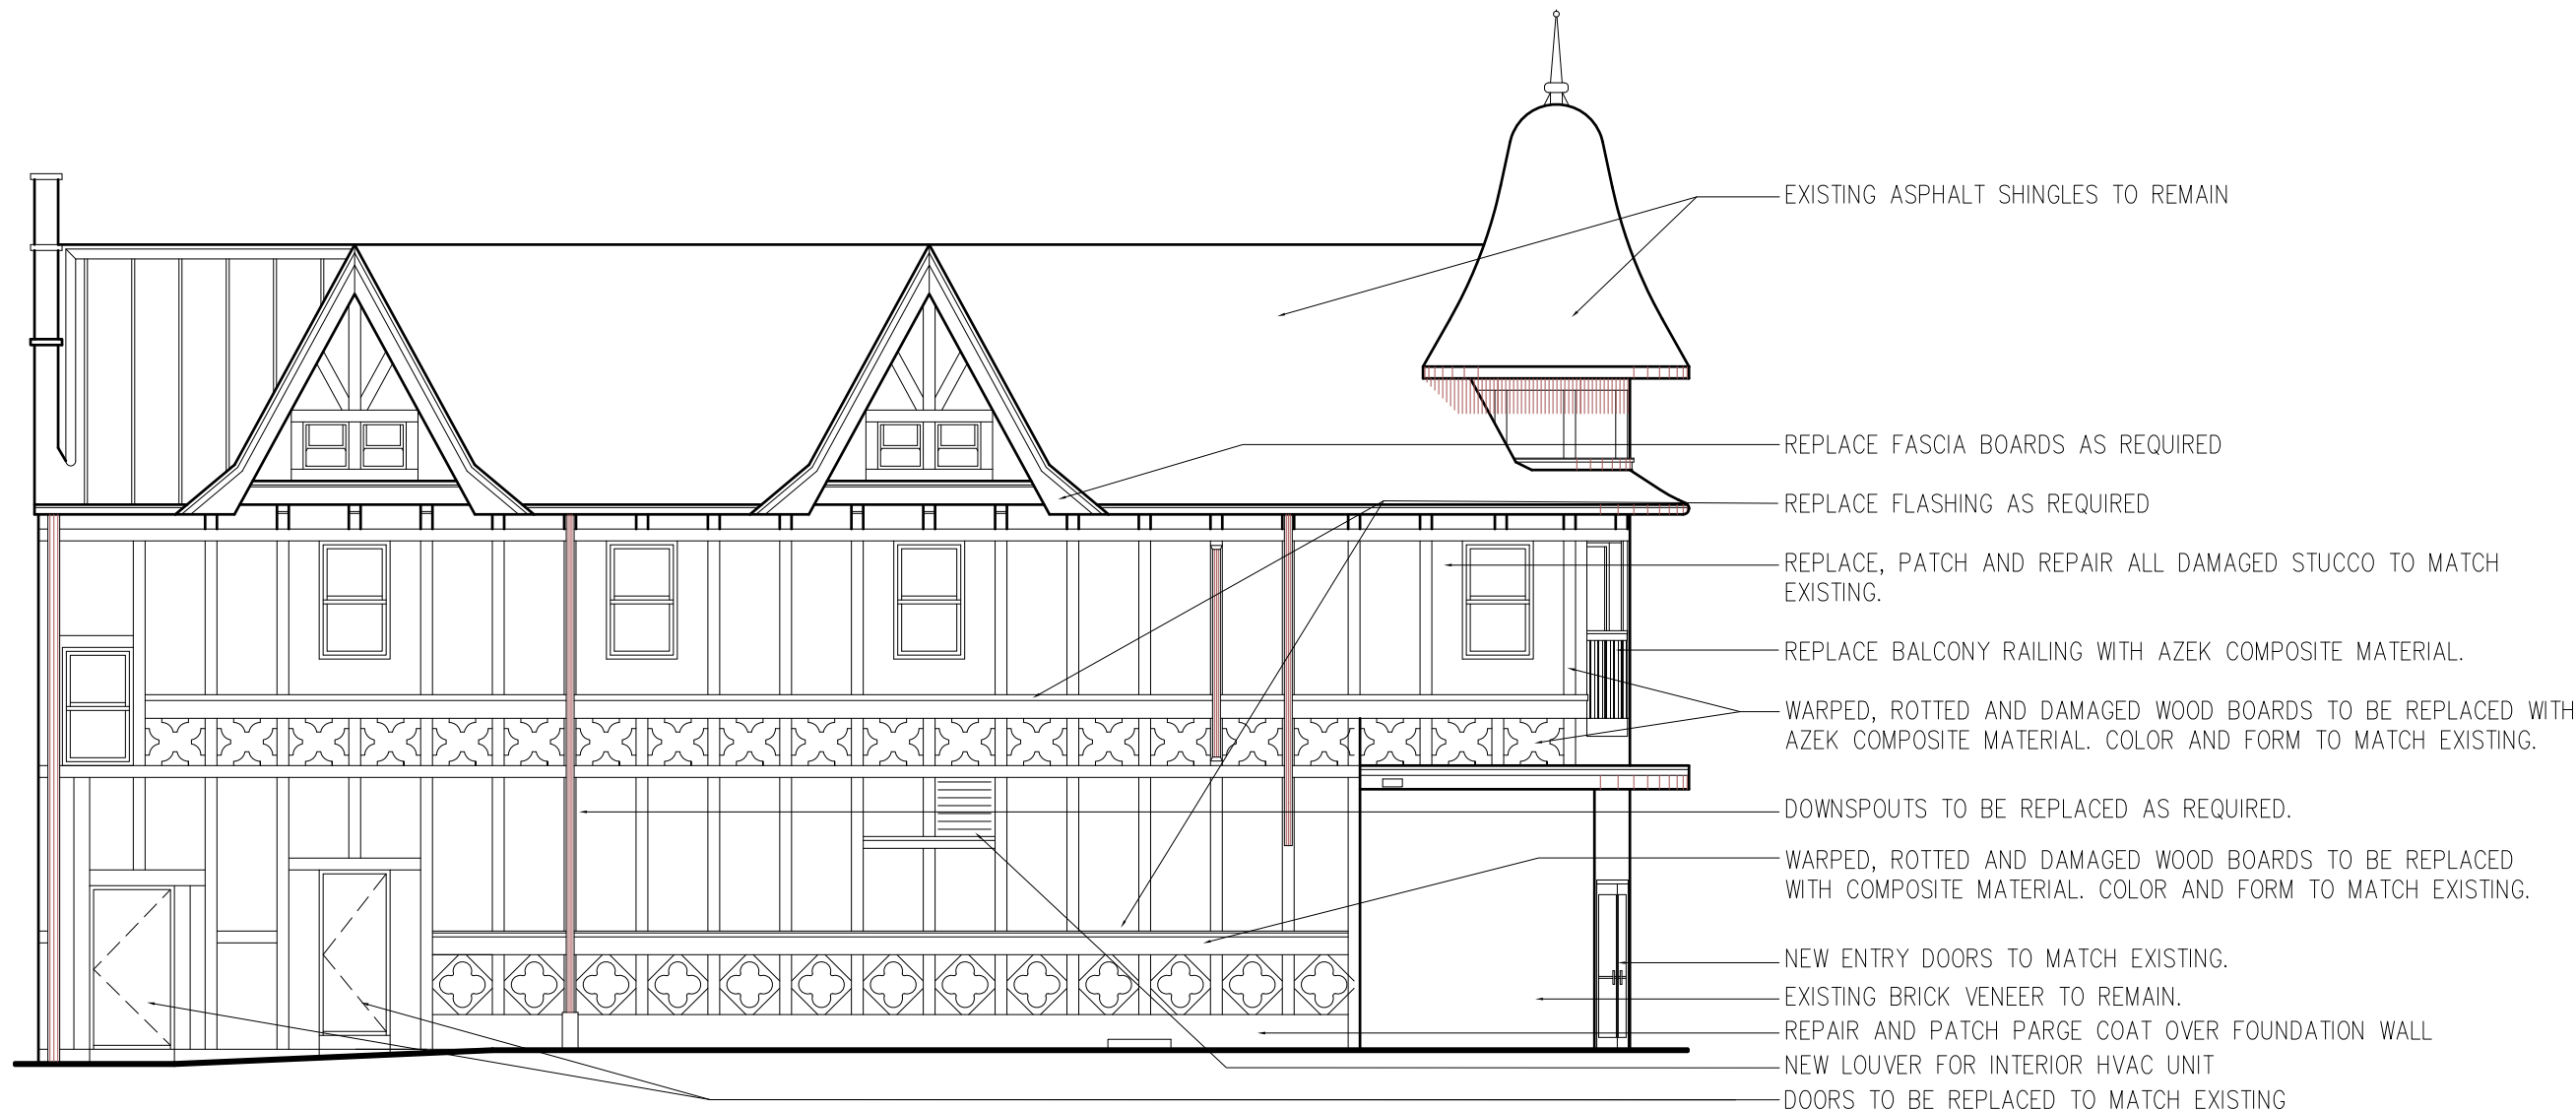 EXISTING ASPHALT SHINGLES TO REMAIN
REPLACE FASCIA BOARDS AS REQUIRED
REPLACE FLASHING AS REQUIRED
REPLACE, PATCH AND REPAIR ALL DAMAGED STUCCO TO MATCH
EXISTING.
REPLACE BALCONY RAILING WITH AZEK COMPOSITE MATERIAL.
WARPED, ROTTED AND DAMAGED WOOD BOARDS TO BE REPLACED WITH
AZEK COMPOSITE MATERIAL. COLOR AND FORM TO MATCH EXISTING.
DOWNSPOUTS TO BE REPLACED AS REQUIRED.
WARPED, ROTTED AND DAMAGED WOOD BOARDS TO BE REPLACED
WITH COMPOSITE MATERIAL. COLOR AND FORM TO MATCH EXISTING.
NEW ENTRY DOORS TO MATCH EXISTING.
EXISTING BRICK VENEER TO REMAIN.
REPAIR AND PATCH PARGE COAT OVER FOUNDATION WALL
NEW LOUVER FOR INTERIOR HVAC UNIT
DOORS TO BE REPLACED TO MATCH EXISTING